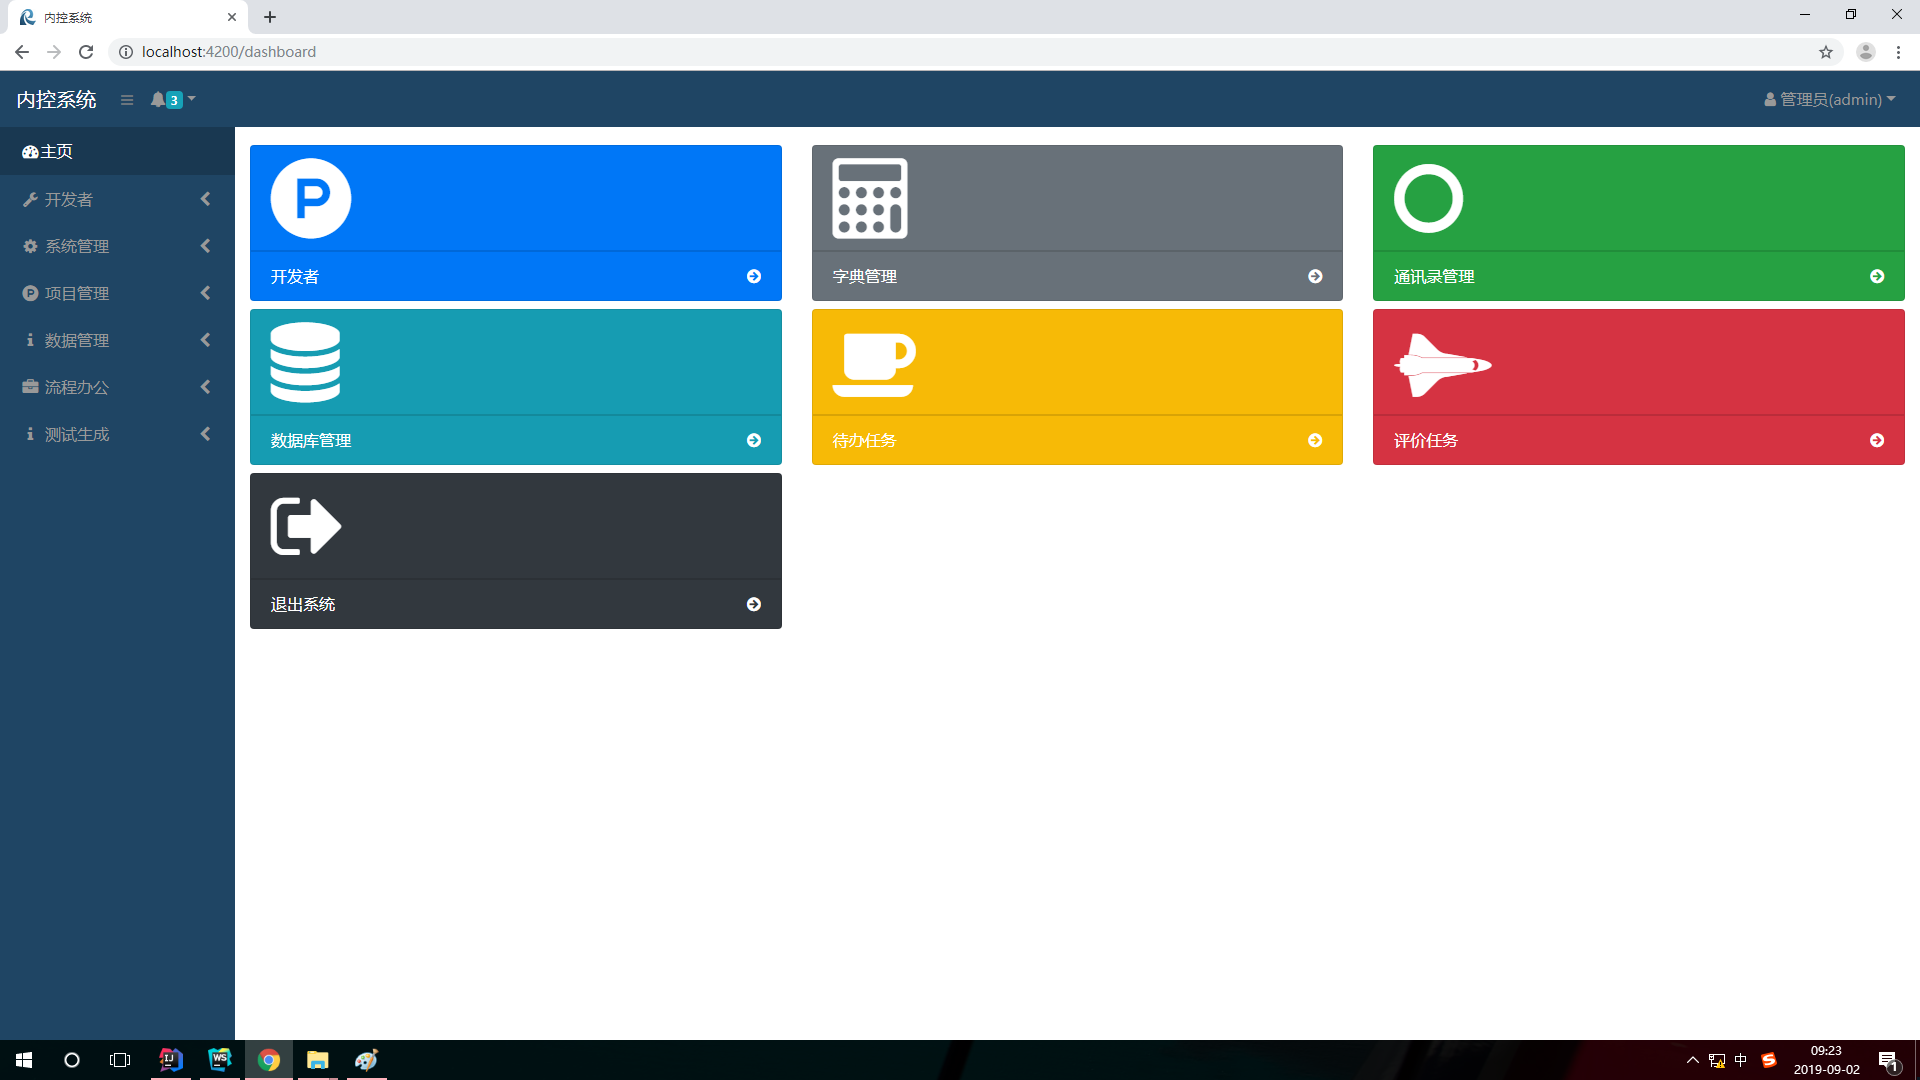 内控系统
localhost:4200/dashboard
内控系统
3
管理员(admin)
主页
开发者
系统管理
项目管理
数据管理
流程办公
测试生成
P
开发者
字典管理
通讯录管理
数据库管理
待办任务
评价任务
退出系统
IJ
WS
中
S
09:23
2019-09-02
1